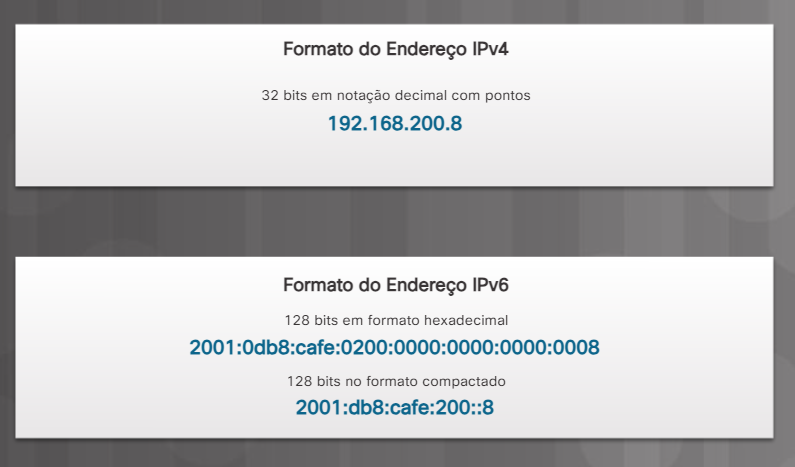 Formato do Endereço IPv4
32 bits em notação decimal com pontos
192.168.200.8
Formato do Endereço IPv6
128 bits em formato hexadecimal
2001:0db8:cafe:0200:0000:0000:0000:0008
128 bits no formato compactado
2001:db8:cafe:200::8